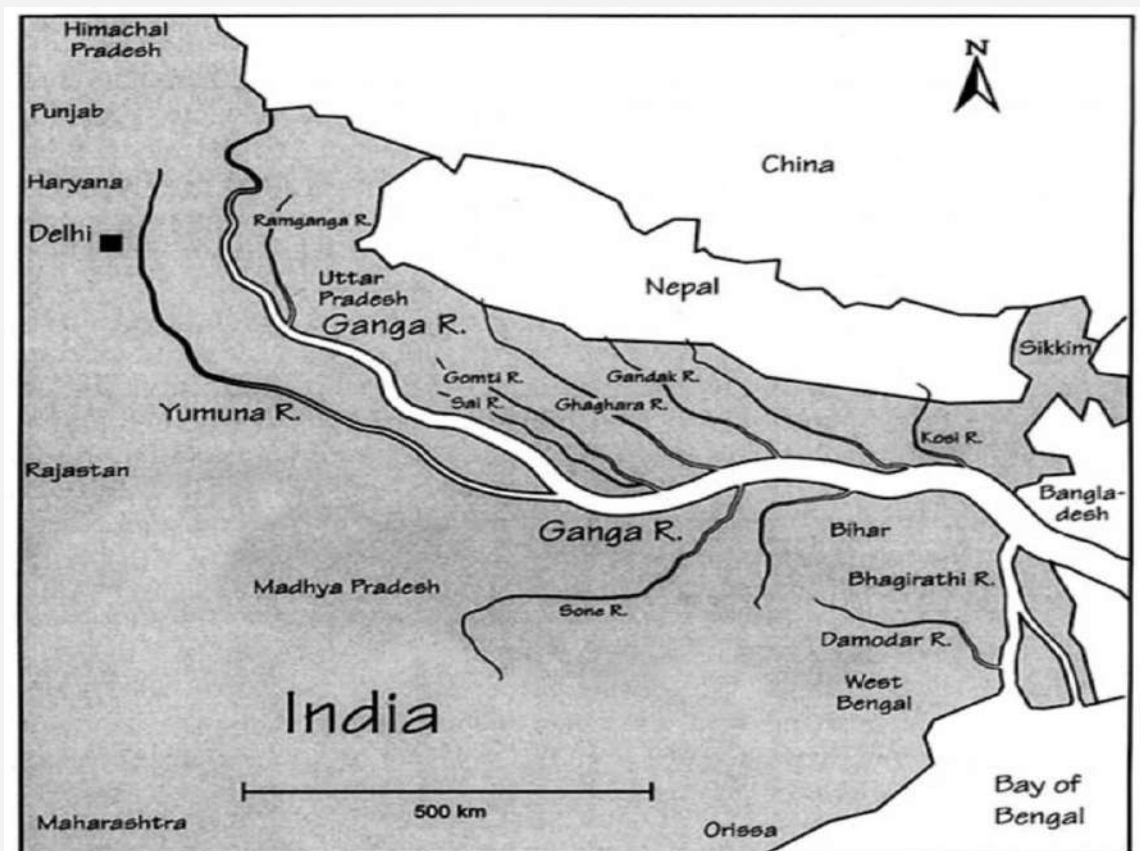 Himachal
Pradesh
N
Punjab
China
Haryana
Ramganga R.
Delhi
Uttar
Pradesh
Nepal
Ganga R.
Sikkim
Gomti R.
Gandak R.
Sai R.
Ghaghara R.
Yumuna R.
Kosi R.
Rajastan
Bangla-
desh
Ganga R.
Bihar
Madhya Pradesh
Bhagirathi R.
Sone R.
Damodar R.
West
Bengal
India
500 km
Bay of
Bengal
Maharashtra
Orissa